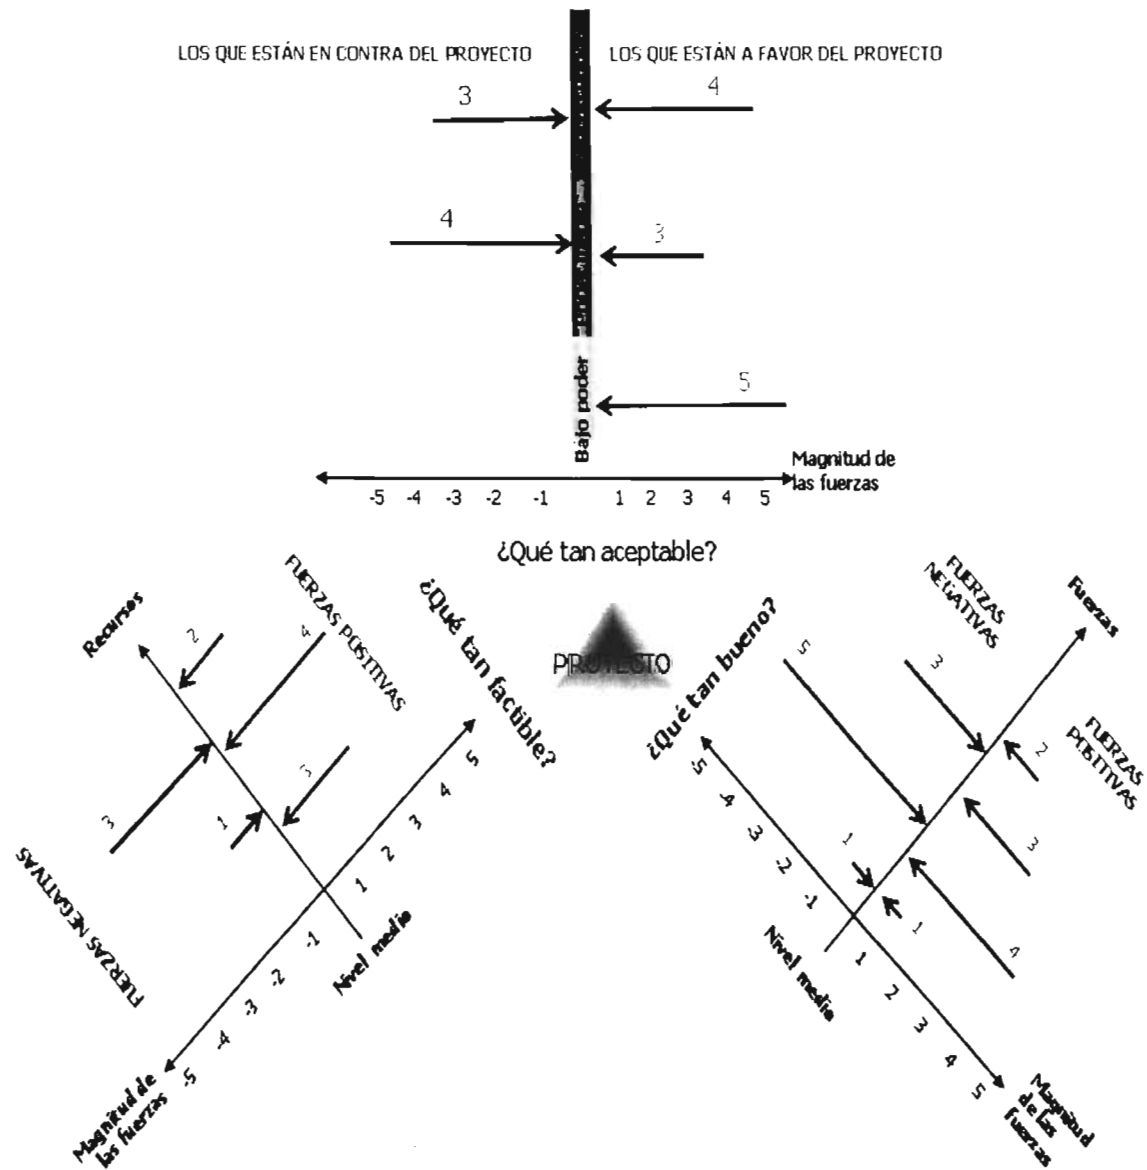 LOS QUE ESTÁN EN CONTRA DEL PROYECTO
LOS QUE ESTÁN A FAVOR DEL PROYECTO
3
4
4
3
Bajo poder
5
Magnitud de
las fuerzas
-5 -4 -3 -2 -1 1 2 3 4 5
¿Qué tan aceptable?
PROYECTO
¿Qué tan factible?
Recursos
FUERZAS POSITIVAS
2
4
3
3
1
FUERZAS NEGATIVAS
5
4
3
2
1
-1
-2
-3
-4
-5
Nivel medio
Magnitud de
las fuerzas
¿Qué tan bueno?
FUERZAS
NEGATIVAS
Fuerzas
5
3
1
FUERZAS
POSITIVAS
2
3
4
1
-5
-4
-3
-2
-1
1
2
3
4
5
Nivel medio
Magnitud
de las
fuerzas